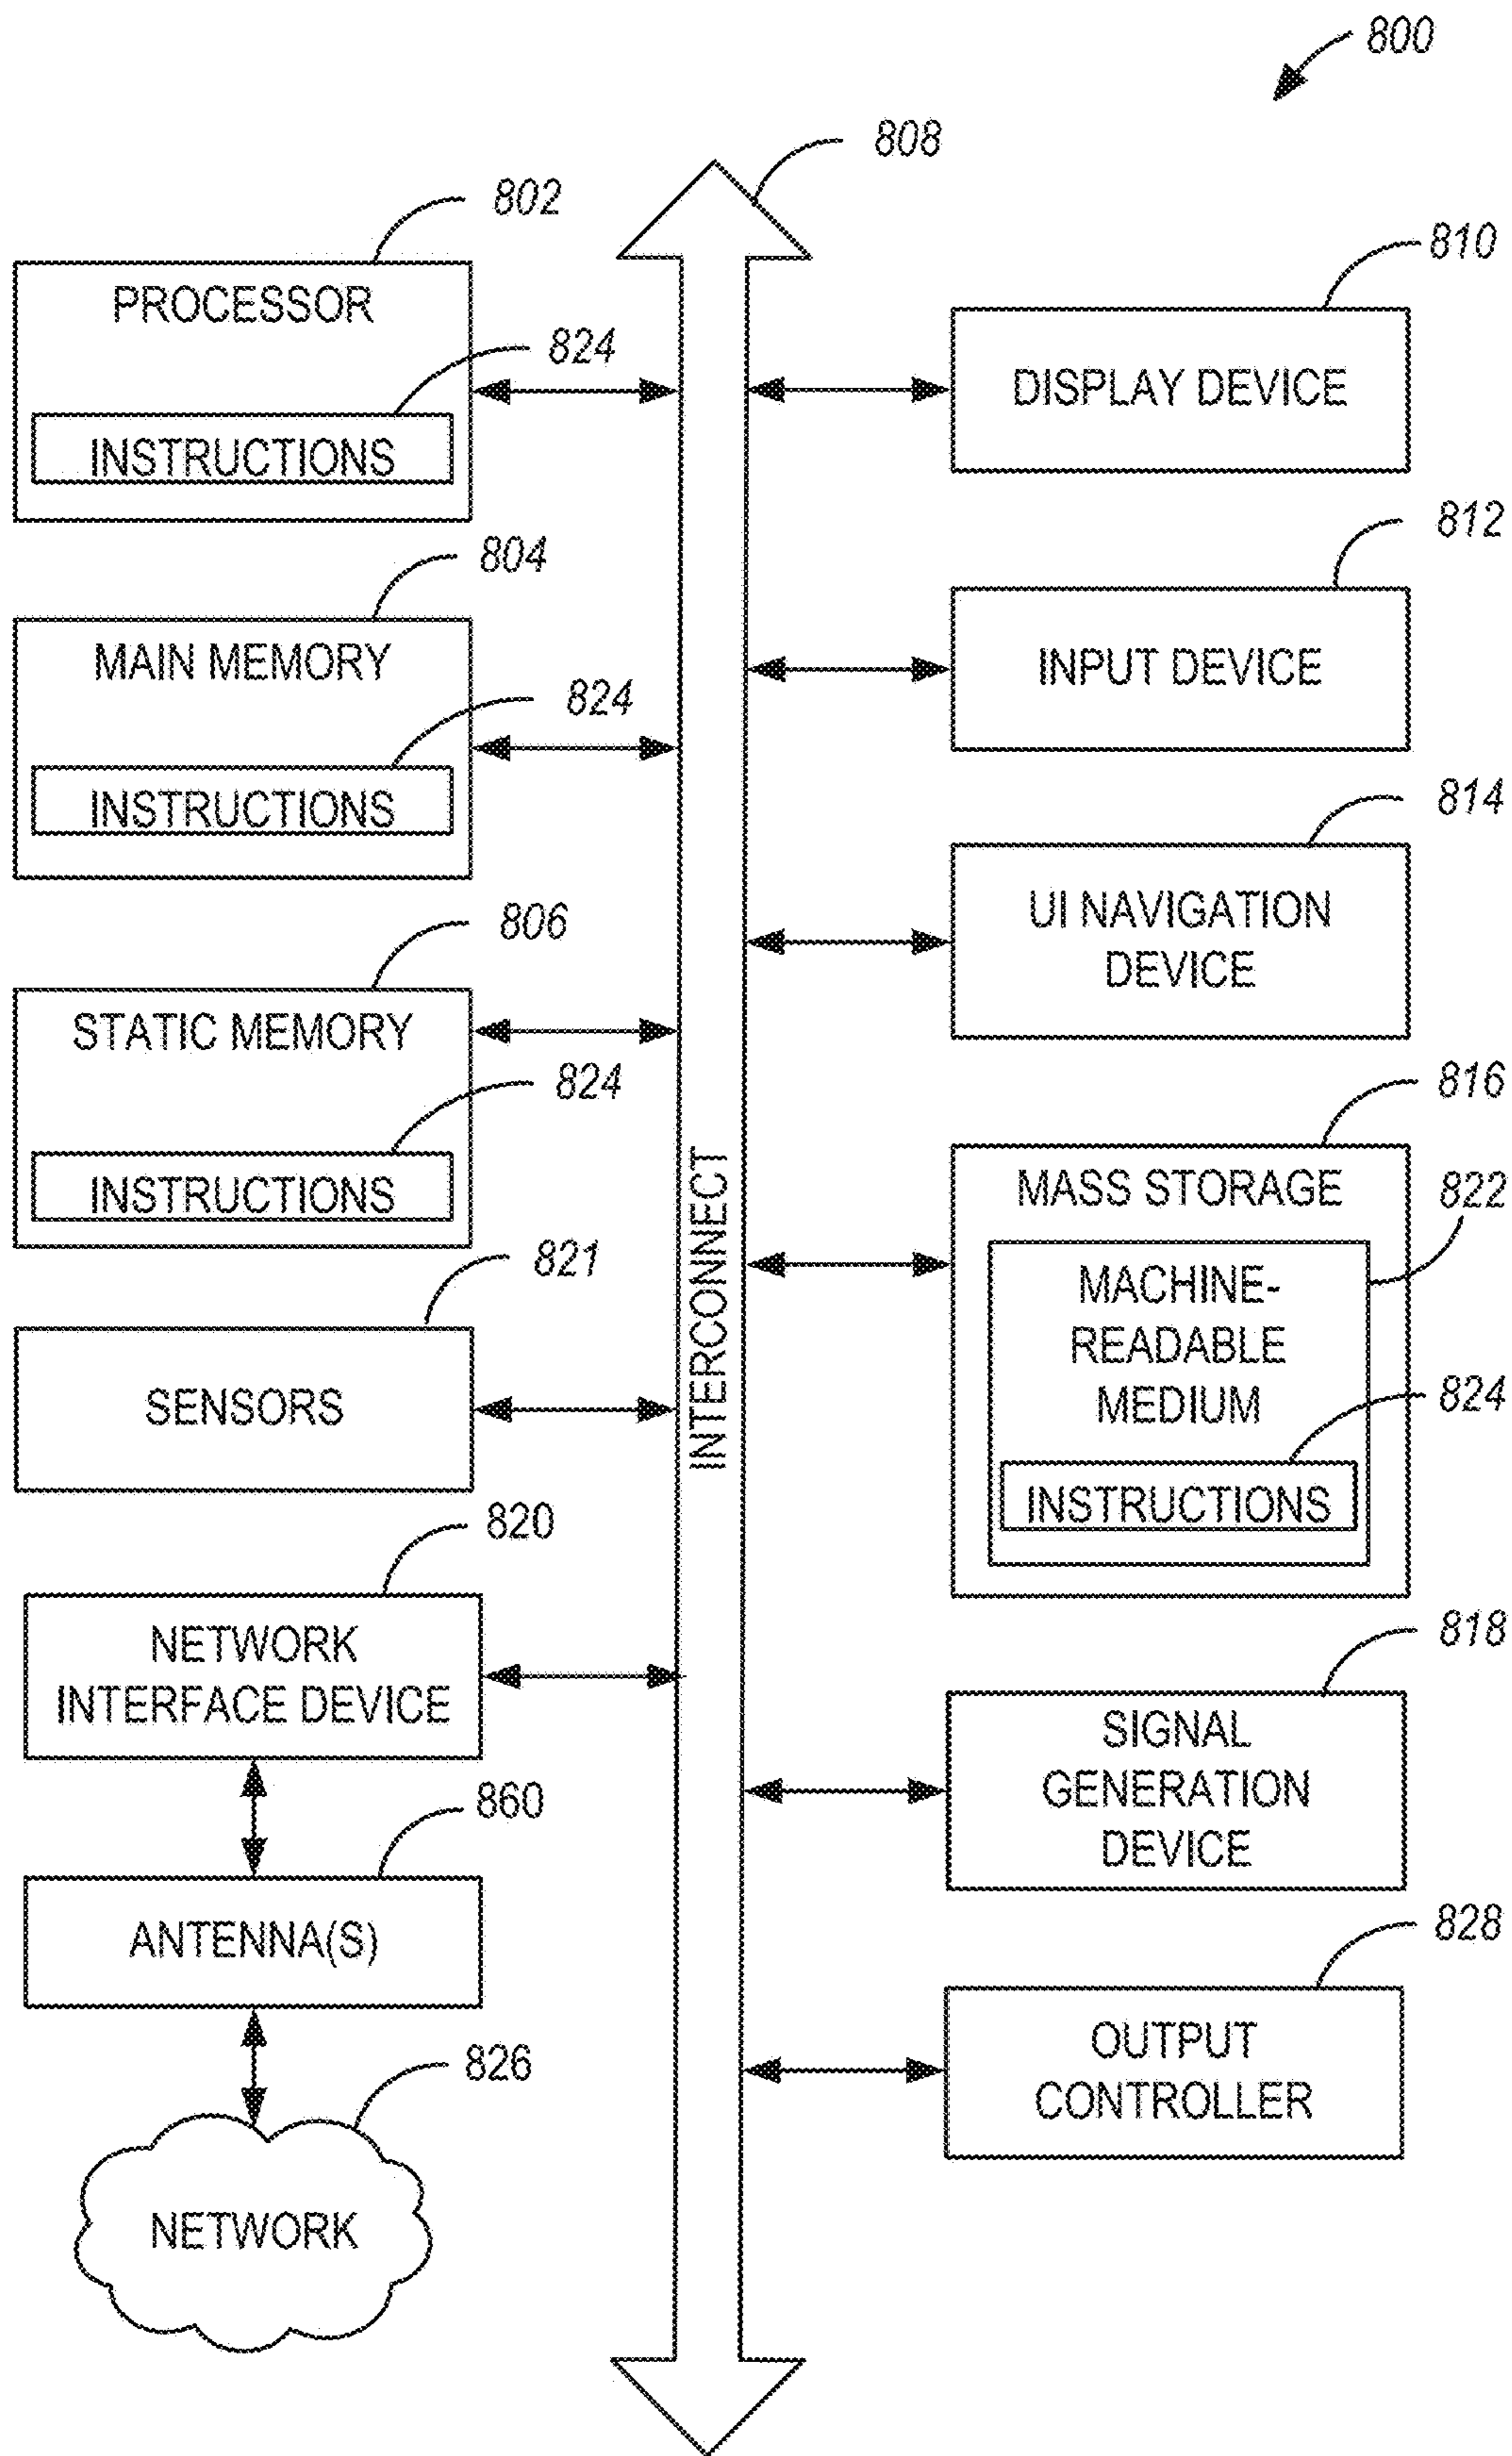 800
808
802
PROCESSOR
824
INSTRUCTIONS
804
MAIN MEMORY
824
INSTRUCTIONS
806
STATIC MEMORY
824
INSTRUCTIONS
821
SENSORS
820
NETWORK
INTERFACE DEVICE
860
ANTENNA(S)
826
NETWORK
INTERCONNECT
810
DISPLAY DEVICE
812
INPUT DEVICE
814
UI NAVIGATION
DEVICE
816
MASS STORAGE
822
MACHINE-
READABLE
MEDIUM
824
INSTRUCTIONS
818
SIGNAL
GENERATION
DEVICE
828
OUTPUT
CONTROLLER